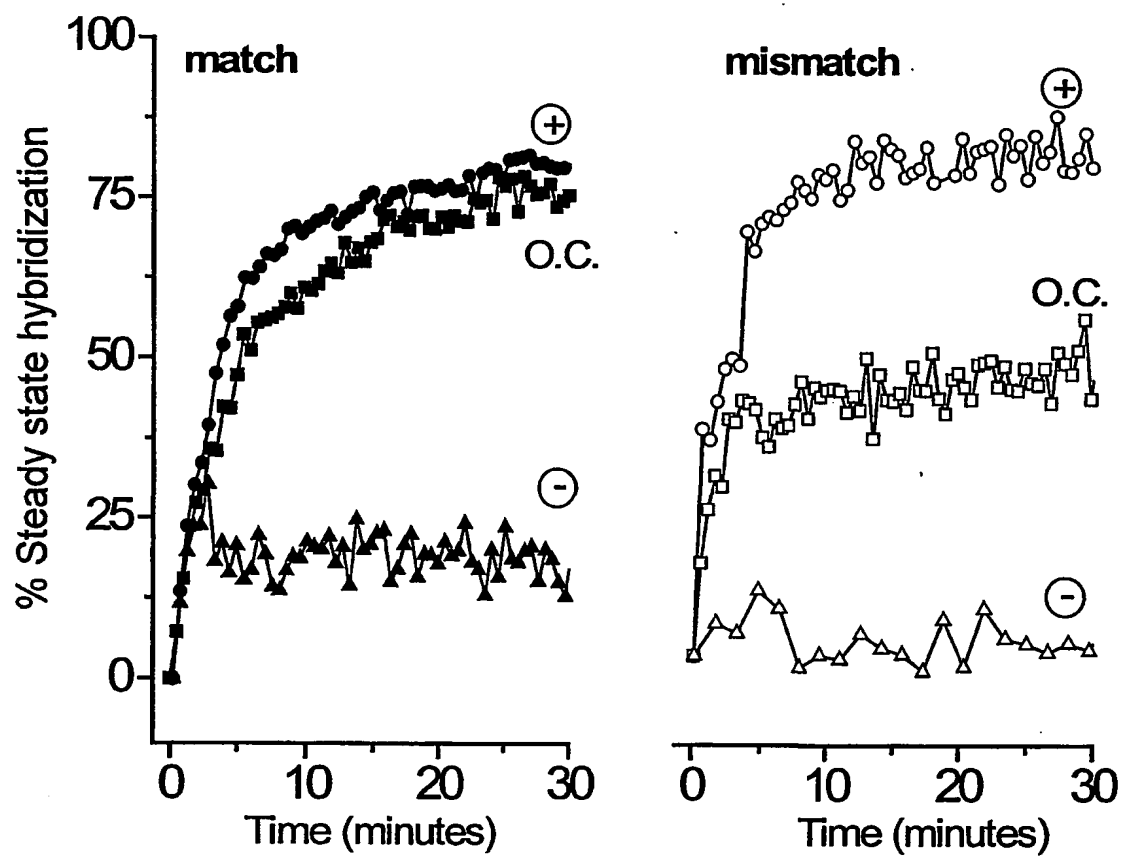 match
mismatch
100
75
50
25
0
% Steady state hybridization
+
O.C.
-
+
O.C.
-
0 10 20 30
Time (minutes)
0 10 20 30
Time (minutes)